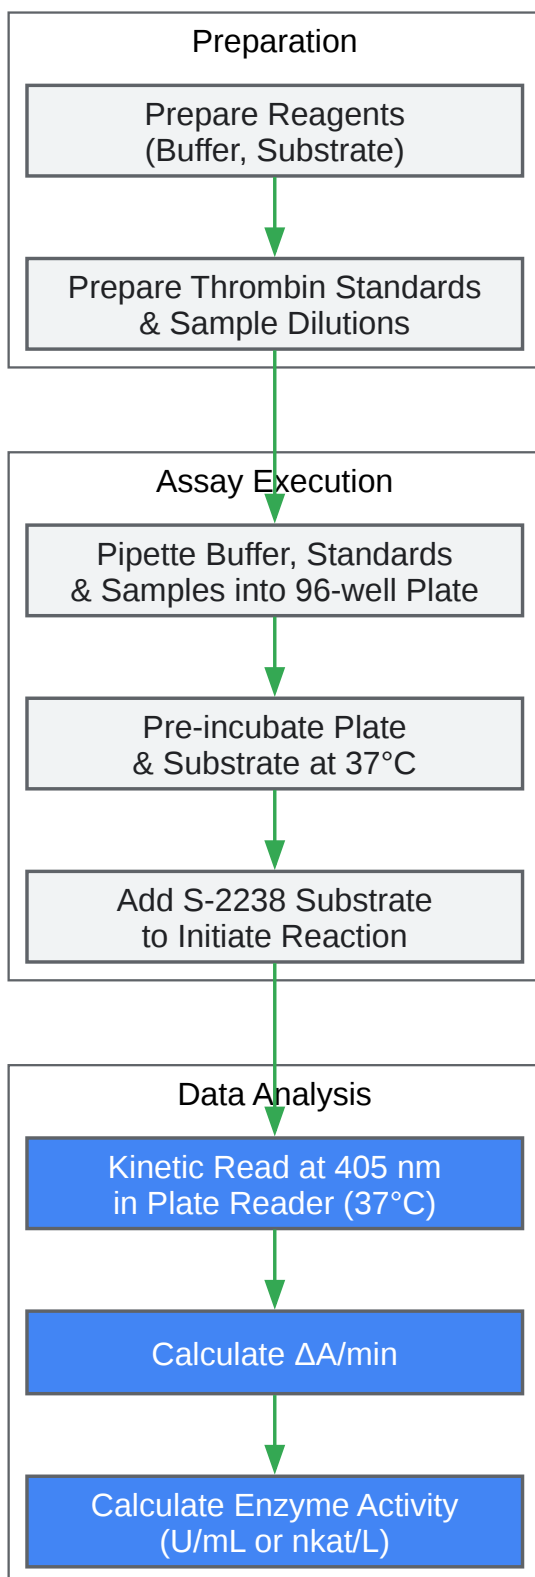 Preparation
Prepare Reagents
(Buffer, Substrate)
Prepare Thrombin Standards
& Sample Dilutions
Assay Execution
Pipette Buffer, Standards
& Samples into 96-well Plate
Pre-incubate Plate
& Substrate at 37°C
Add S-2238 Substrate
to Initiate Reaction
Data Analysis
Kinetic Read at 405 nm
in Plate Reader (37°C)
Calculate ΔA/min
Calculate Enzyme Activity
(U/mL or nkat/L)